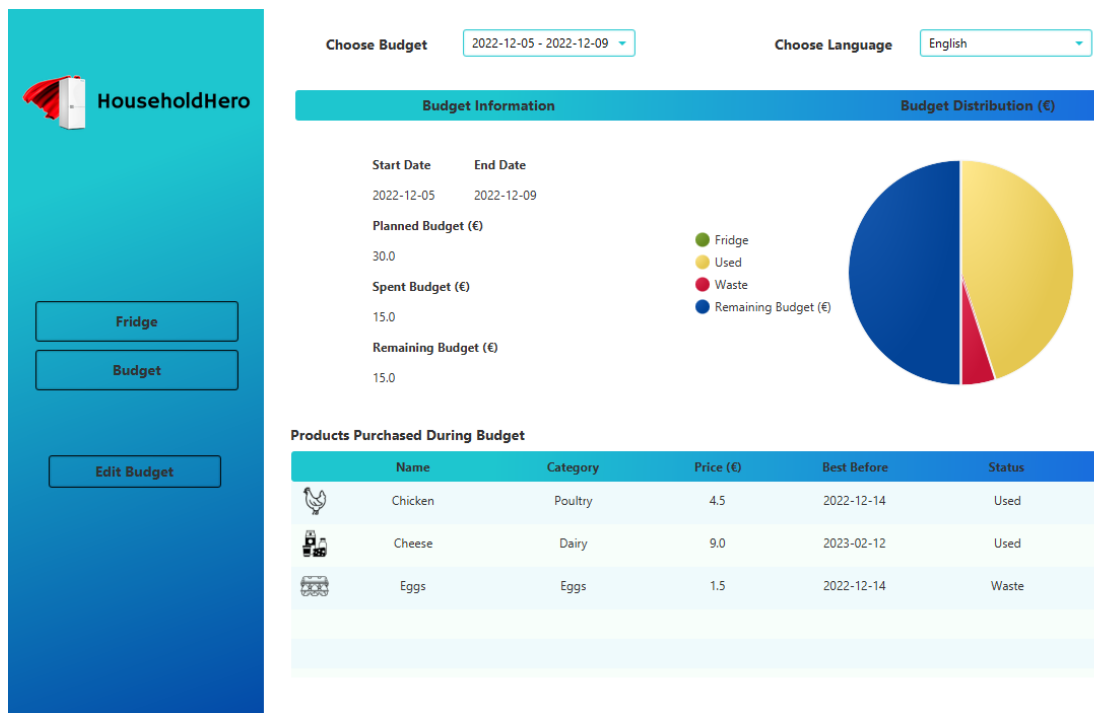 Choose Budget 2022-12-05 - 2022-12-09 Choose Language English
HouseholdHero
Budget Information Budget Distribution (€)
Start Date End Date
2022-12-05 2022-12-09
Planned Budget (€)
30.0
Spent Budget (€)
15.0
Remaining Budget (€)
15.0
Fridge
Used
Waste
Remaining Budget (€)
Fridge
Budget
Edit Budget
Products Purchased During Budget
Name Category Price (€) Best Before Status
Chicken Poultry 4.5 2022-12-14 Used
Cheese Dairy 9.0 2023-02-12 Used
Eggs Eggs 1.5 2022-12-14 Waste